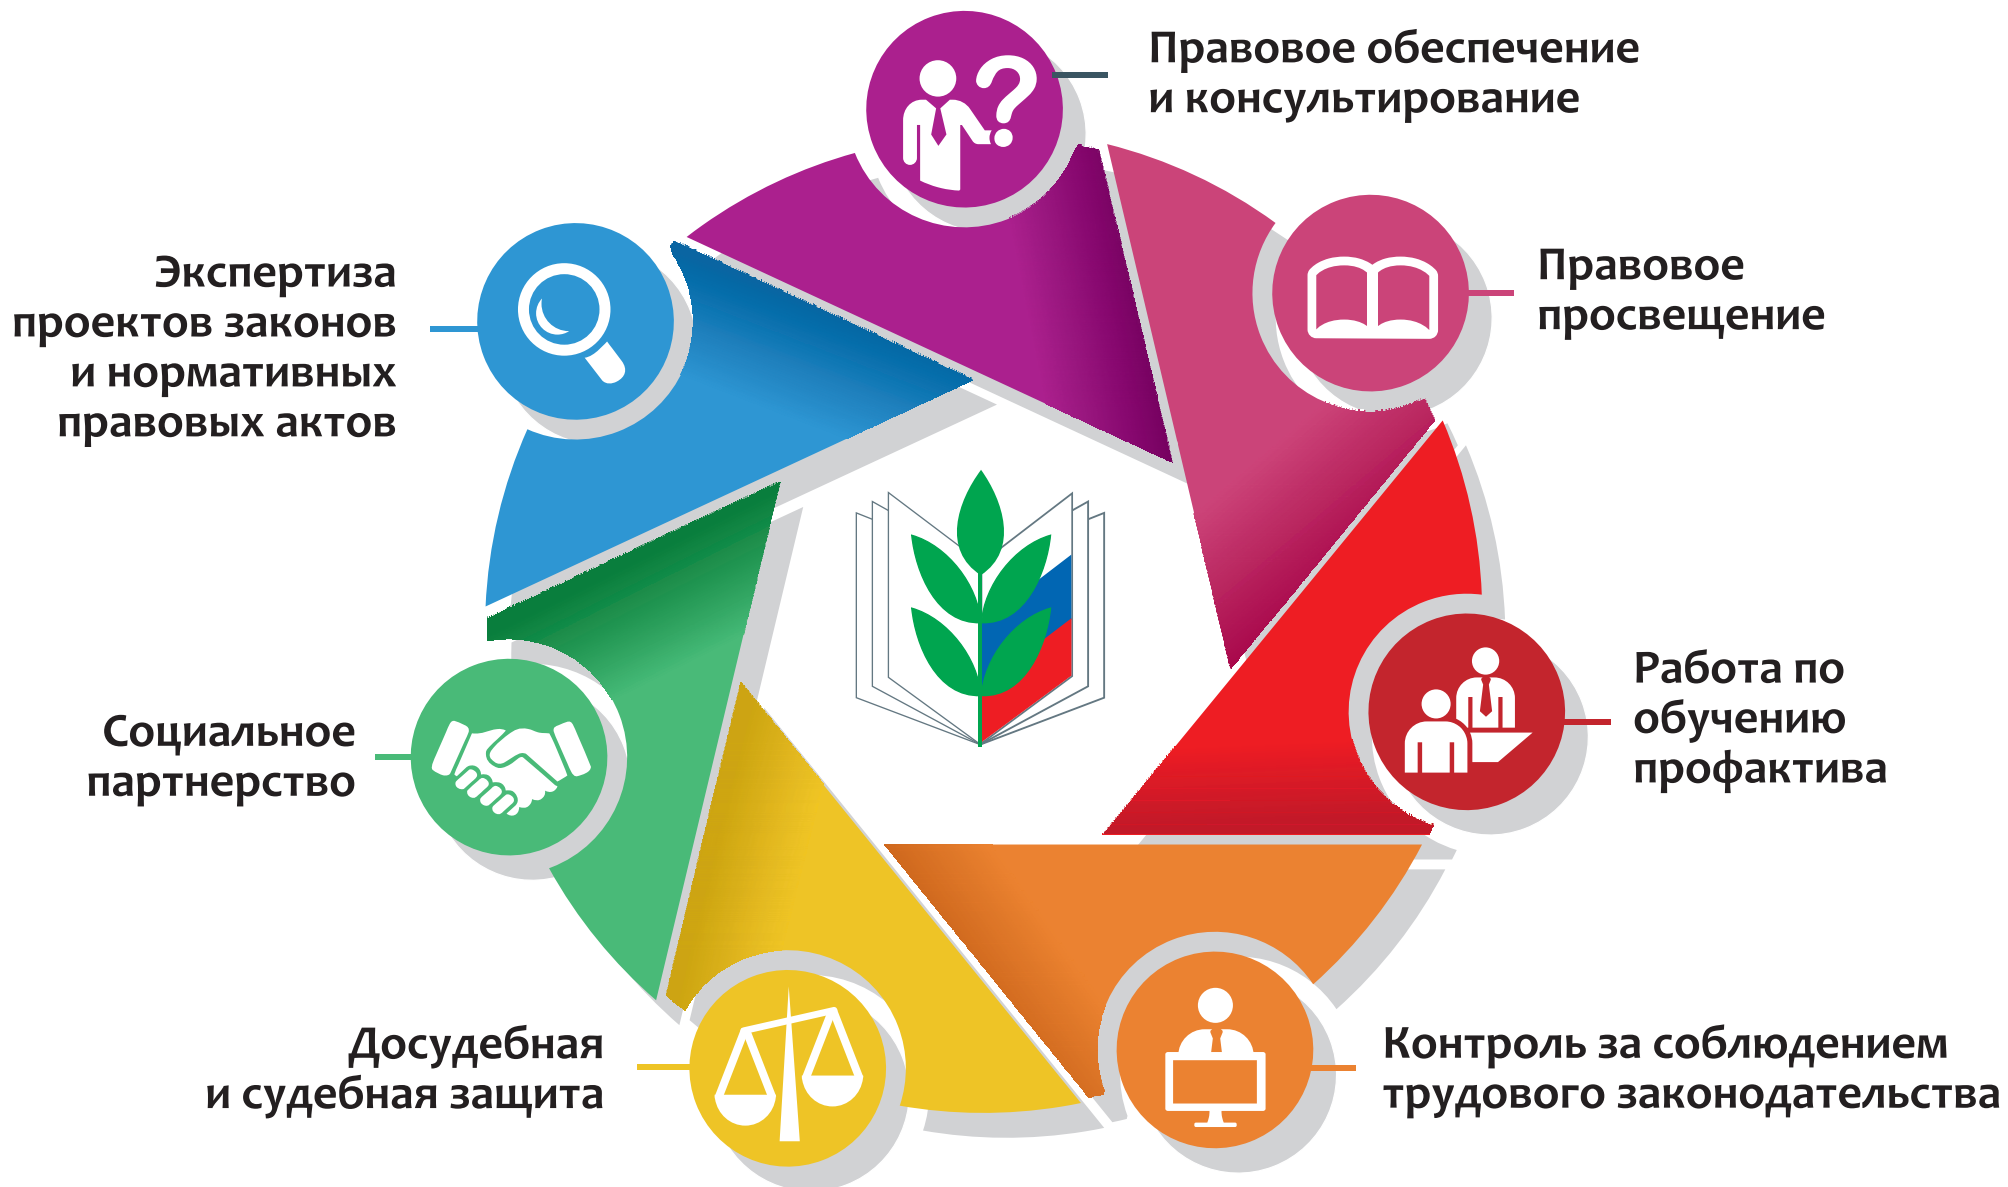 Правовое обеспечение
и консультирование
Правовое
просвещение
Работа по
обучению
профактива
Контроль за соблюдением
трудового законодательства
Досудебная
и судебная защита
Социальное
партнерство
Экспертиза
проектов законов
и нормативных
правовых актов